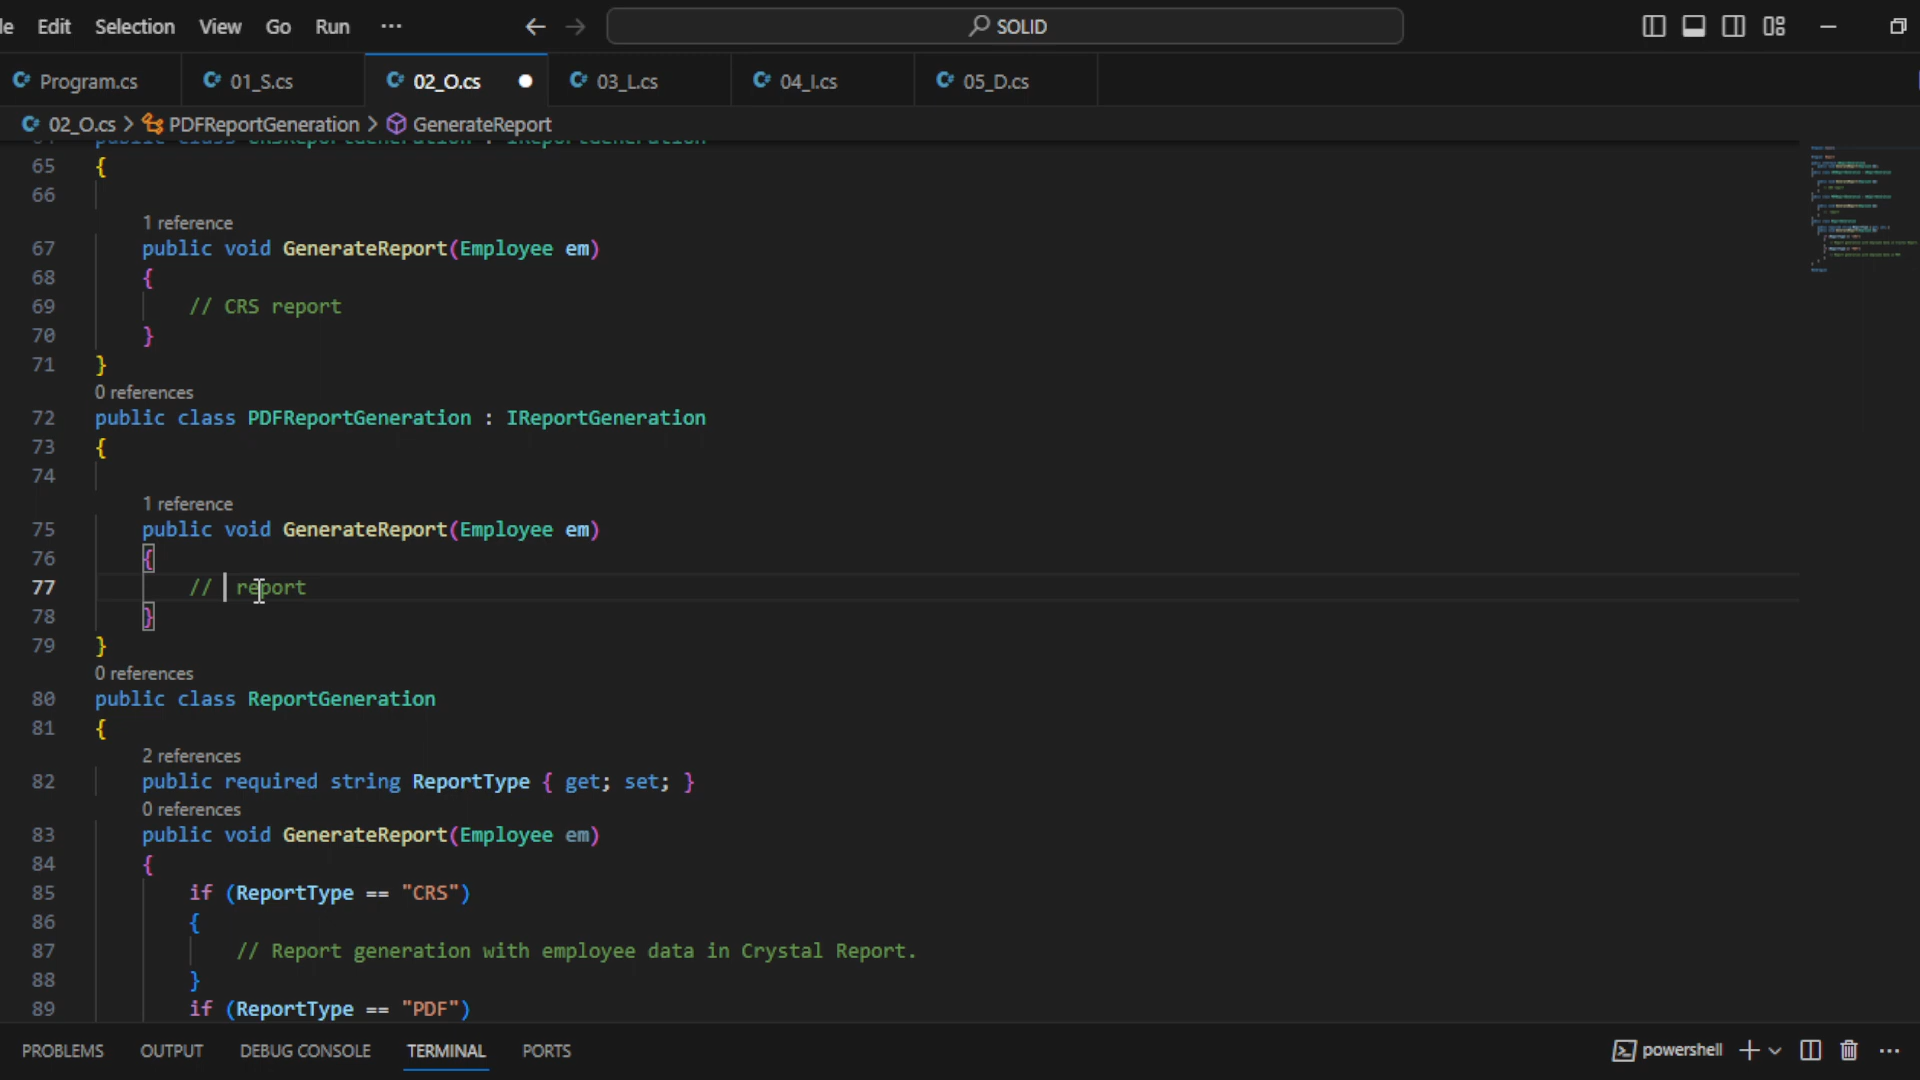 le Edit Selection View Go Run ··· SOLID
Program.cs 01_S.cs 02_O.cs 03_L.cs 04_I.cs 05_D.cs
02_O.cs > PDFReportGeneration > GenerateReport
64 public class CRSReportGeneration : IReportGeneration
65 {
66
1 reference
67 public void GenerateReport(Employee em)
68 {
69 // CRS report
70 }
71 }
0 references
72 public class PDFReportGeneration : IReportGeneration
73 {
74
1 reference
75 public void GenerateReport(Employee em)
76 {
77 // report
78 }
79 }
0 references
80 public class ReportGeneration
81 {
2 references
82 public required string ReportType { get; set; }
0 references
83 public void GenerateReport(Employee em)
84 {
85 if (ReportType == "CRS")
86 {
87 // Report generation with employee data in Crystal Report.
88 }
89 if (ReportType == "PDF")
PROBLEMS OUTPUT DEBUG CONSOLE TERMINAL PORTS powershell ···